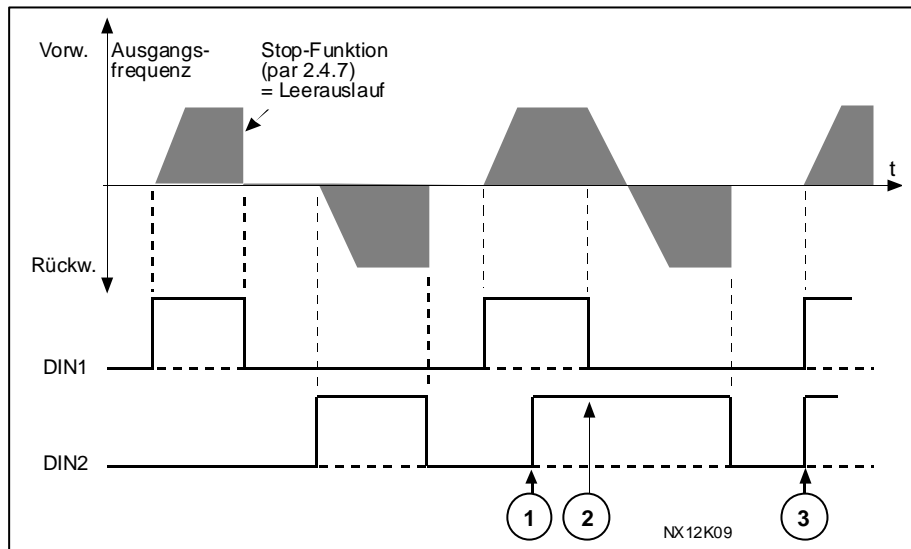 Vorw.
Ausgangs-
frequenz
Stop-Funktion
(par 2.4.7)
= Leerauslauf
t
Rückw.
DIN1
DIN2
1
2
3
NX12K09